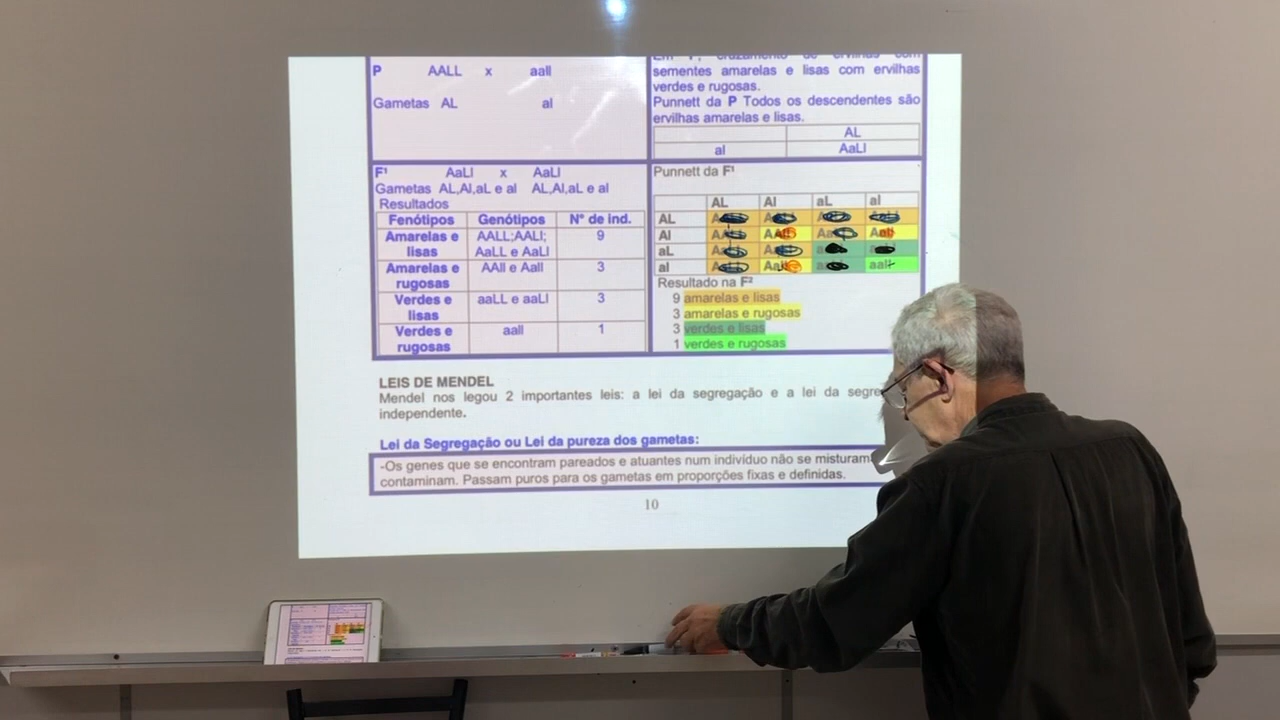 P AALL x aall
Gametas AL al
Em F¹, cruzamento de ervilhas com
sementes amarelas e lisas com ervilhas
verdes e rugosas.
Punnett da P Todos os descendentes são
ervilhas amarelas e lisas.
AL
al AaLl
F¹ AaLl x AaLl
Gametas AL,Al,aL e al AL,Al,aL e al
Resultados
Fenótipos Genótipos N° de ind.
Amarelas e lisas AALL;AALl; AaLL e AaLl 9
Amarelas e rugosas AAll e Aall 3
Verdes e lisas aaLL e aaLl 3
Verdes e rugosas aall 1
Punnett da F¹
AL Al aL al
AL
Al
aL
al aall
Resultado na F²
9 amarelas e lisas
3 amarelas e rugosas
3 verdes e lisas
1 verdes e rugosas
LEIS DE MENDEL
Mendel nos legou 2 importantes leis: a lei da segregação e a lei da segre
independente.
Lei da Segregação ou Lei da pureza dos gametas:
-Os genes que se encontram pareados e atuantes num indivíduo não se misturam
contaminam. Passam puros para os gametas em proporções fixas e definidas.
10